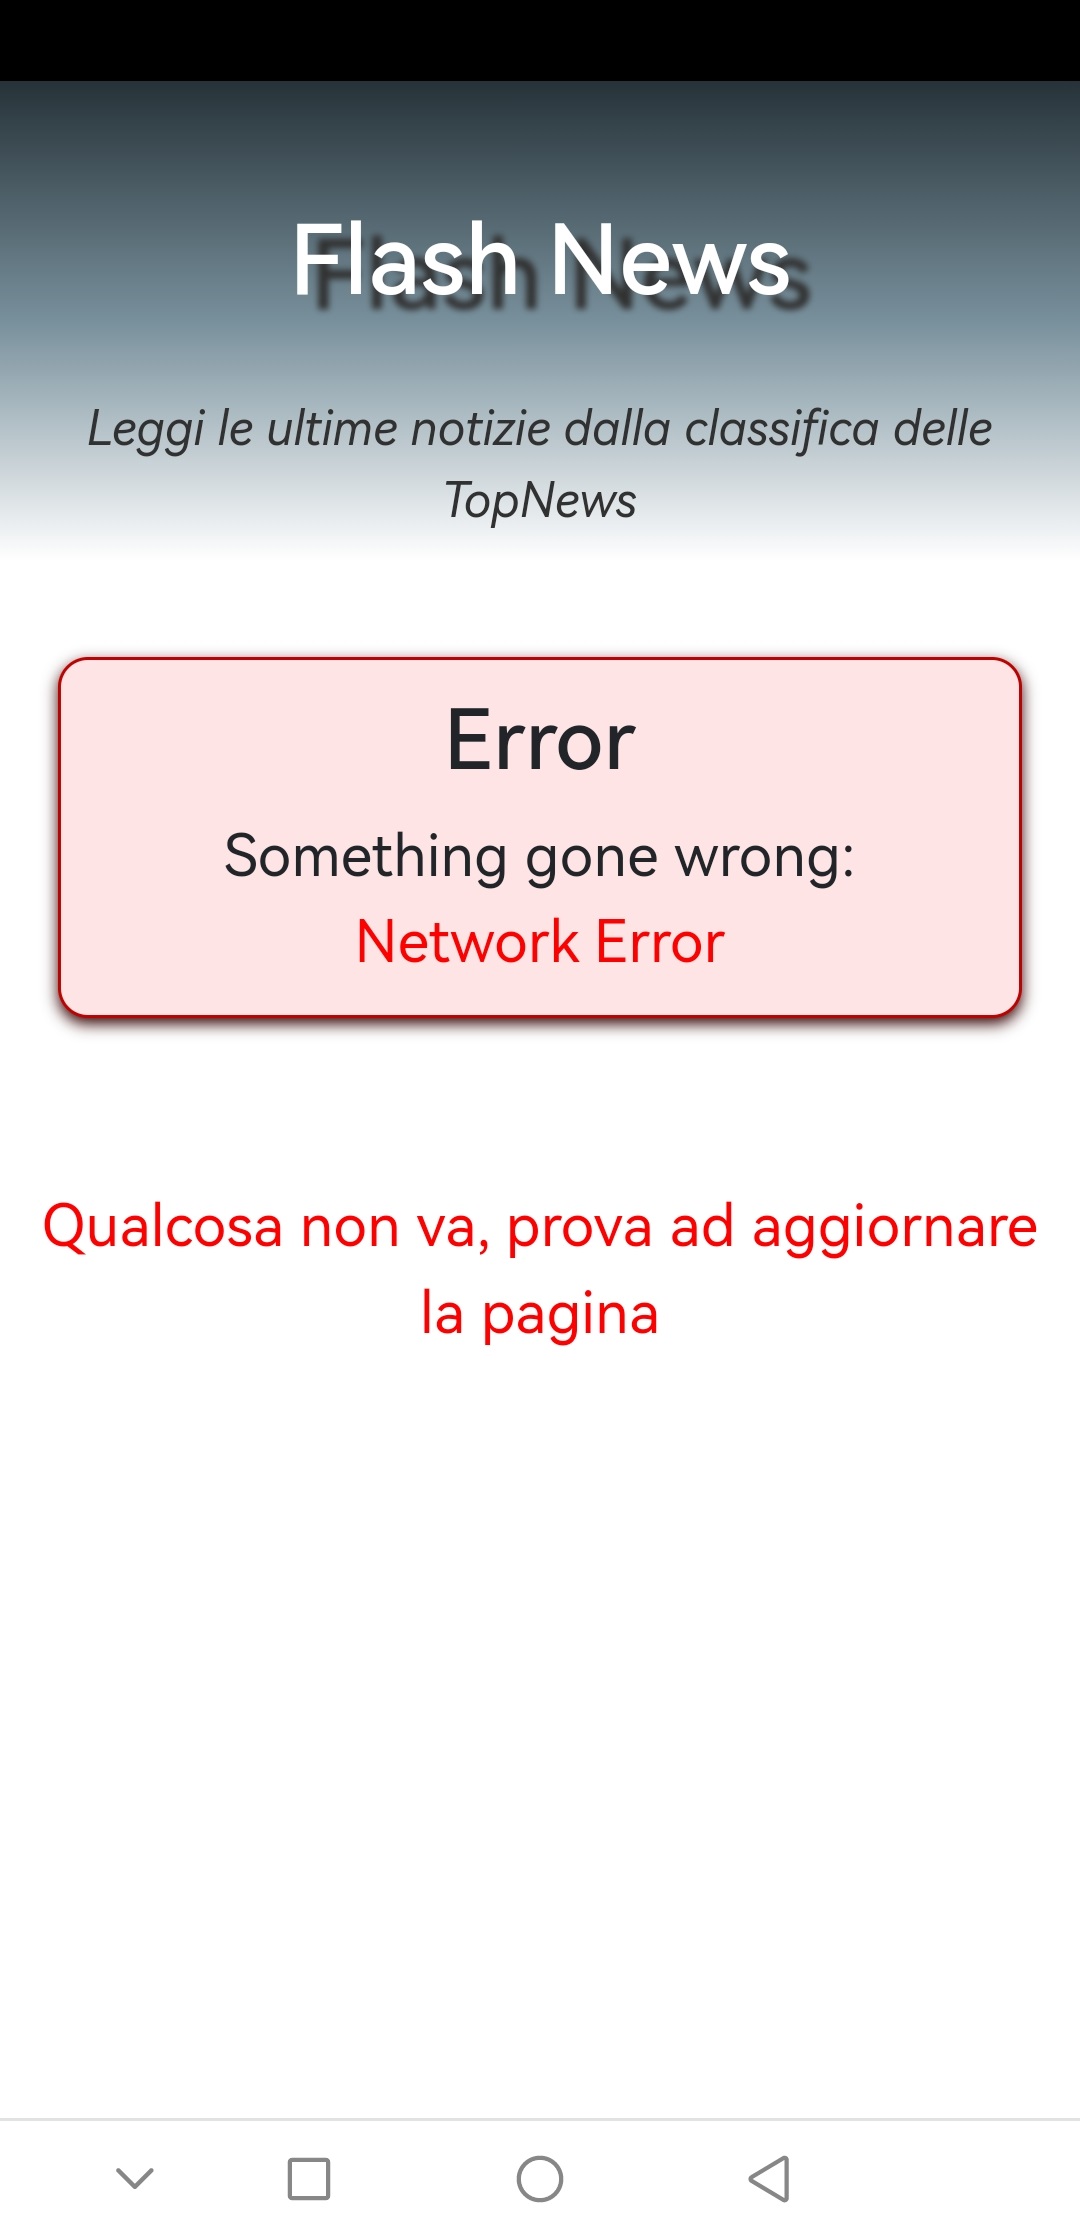 Flash News
Leggi le ultime notizie dalla classifica delle
TopNews
Error
Something gone wrong:
Network Error
Qualcosa non va, prova ad aggiornare
la pagina